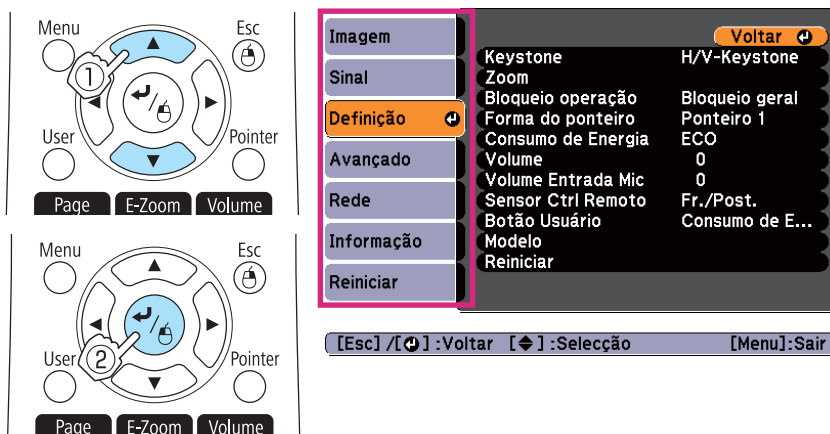 Menu
Esc
1
User
Pointer
Page E-Zoom Volume
Menu
Esc
User
2
Pointer
Page E-Zoom Volume
Imagem
Sinal
Definição
Avançado
Rede
Informação
Reiniciar
Voltar
Keystone H/V-Keystone
Zoom
Bloqueio operação Bloqueio geral
Forma do ponteiro Ponteiro 1
Consumo de Energia ECO
Volume 0
Volume Entrada Mic 0
Sensor Ctrl Remoto Fr./Post.
Botão Usuário Consumo de E...
Modelo
Reiniciar
[Esc] /[ ] :Voltar [ ] :Selecção [Menu]:Sair